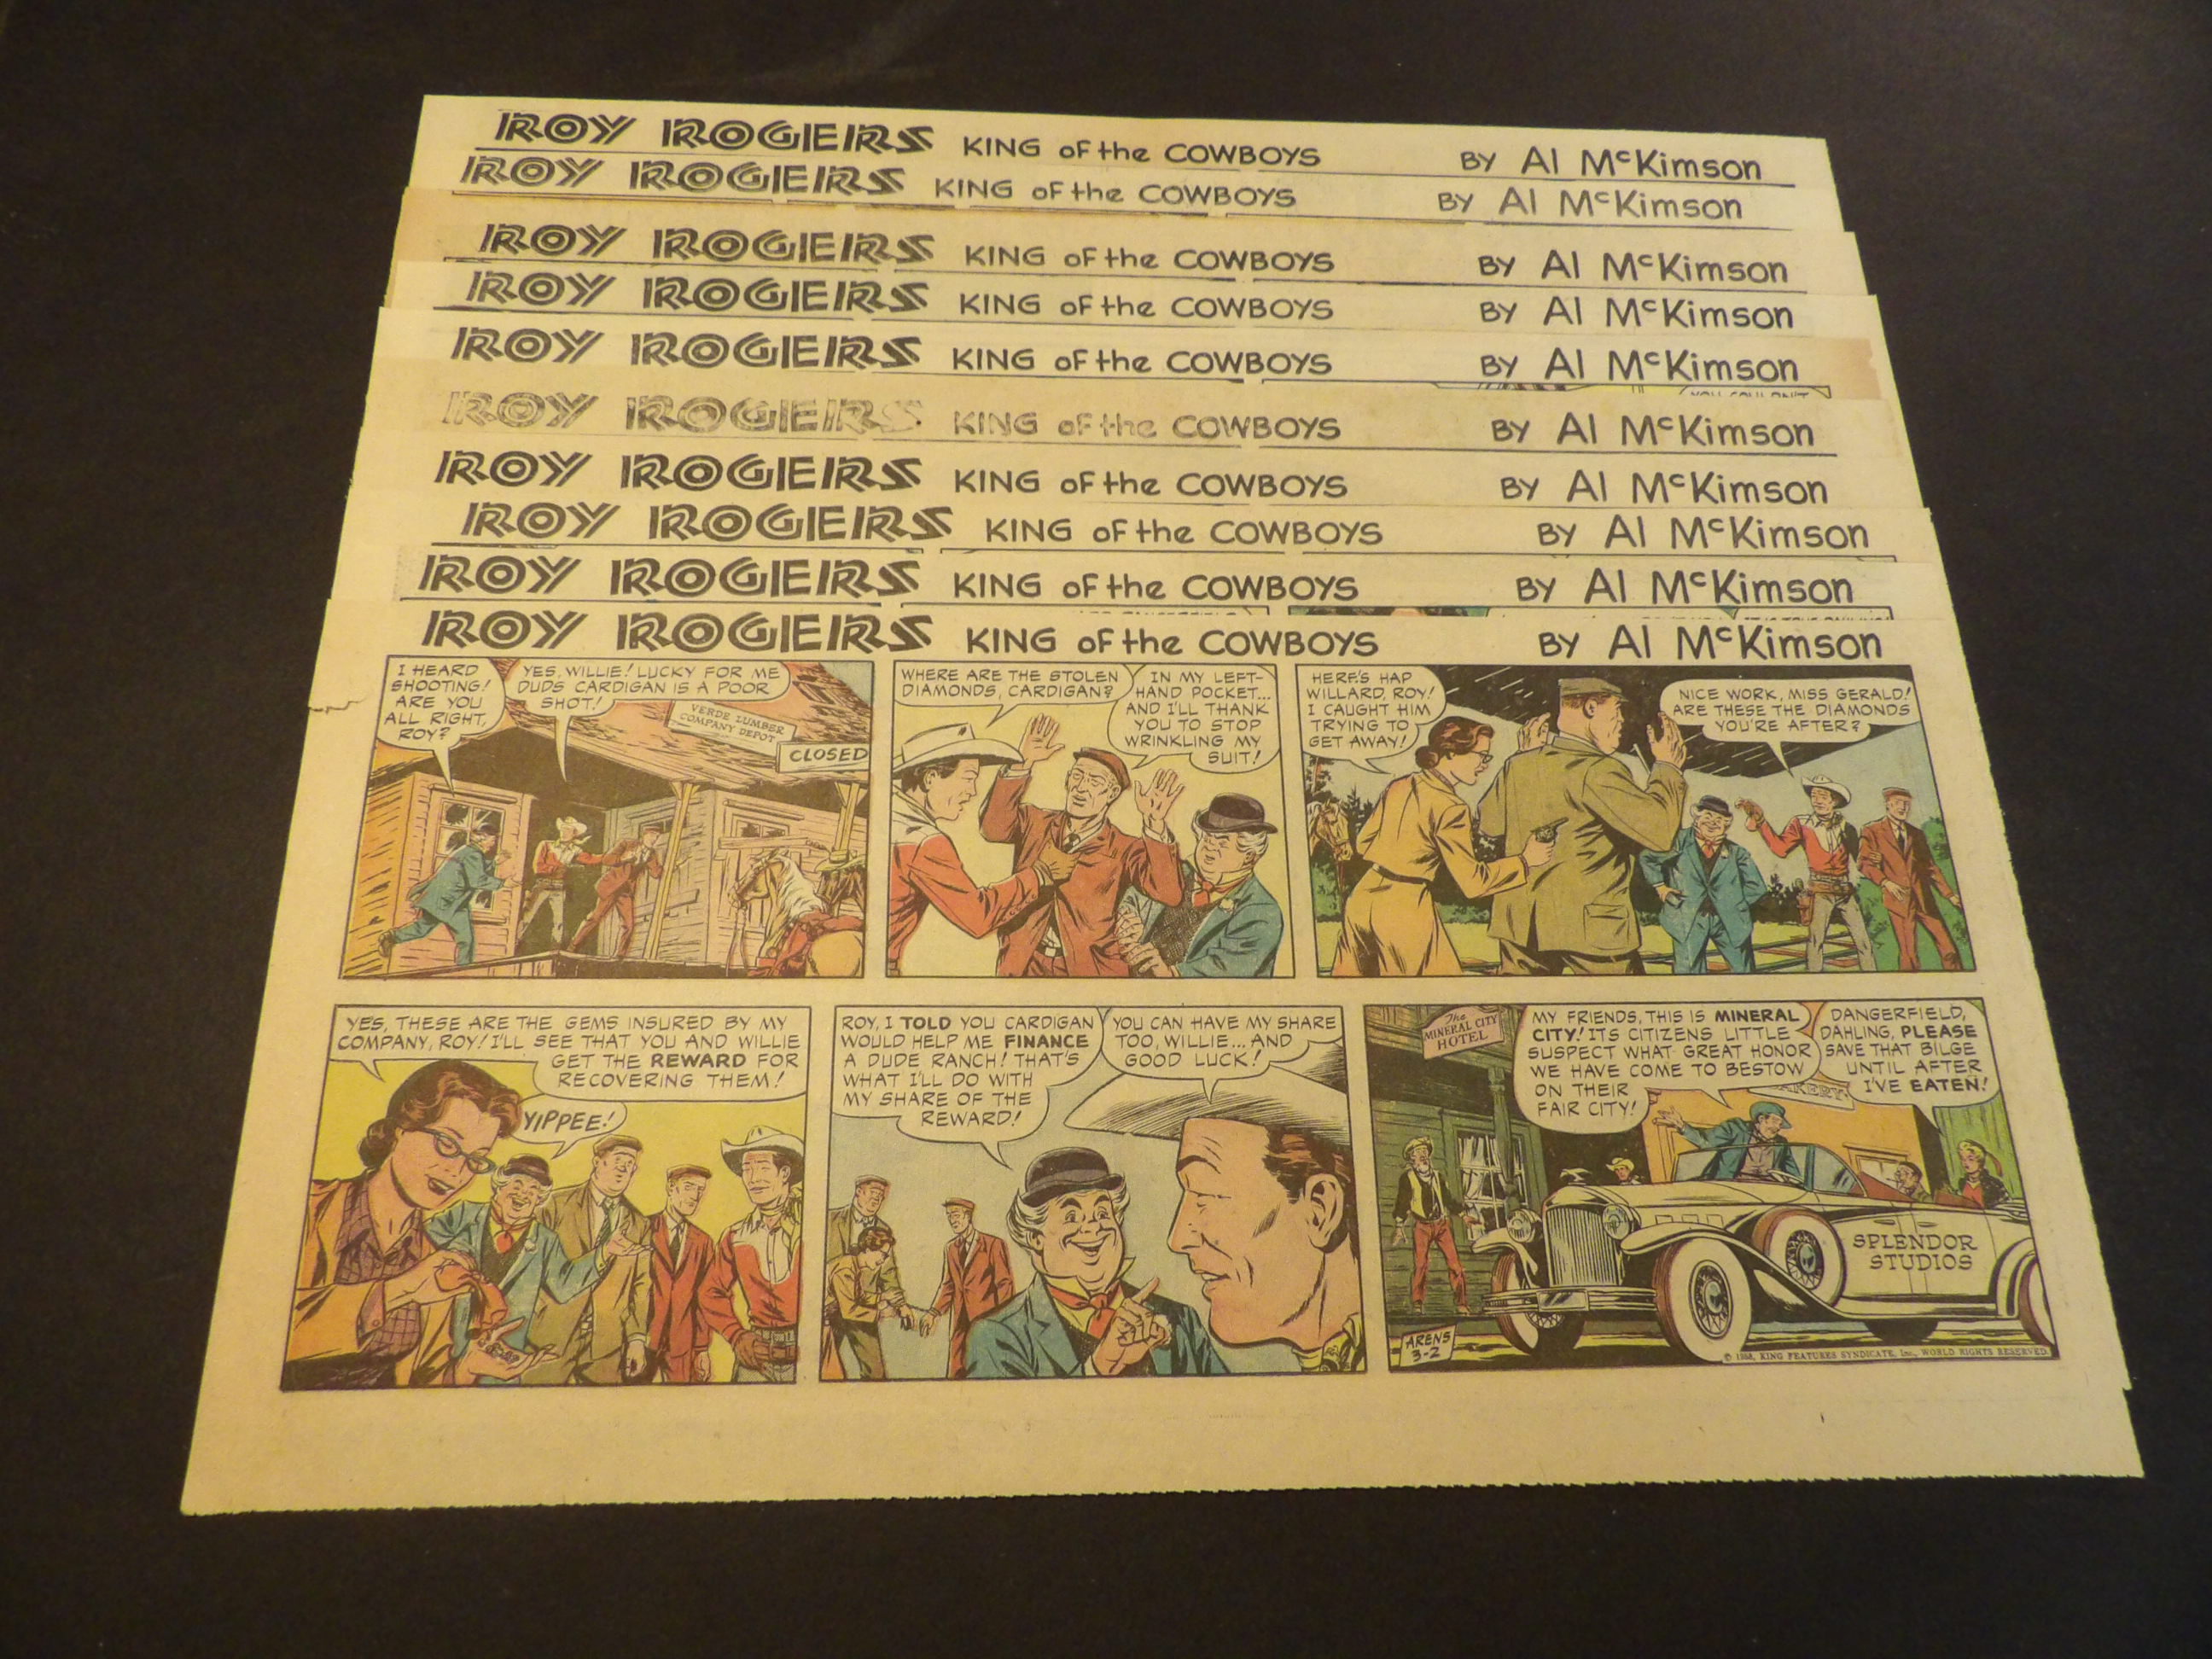 ROY ROGERS KING OF the COWBOYS BY Al McKimson
ROY ROGERS KING OF the COWBOYS BY Al McKimson
ROY ROGERS KING OF the COWBOYS BY Al McKimson
ROY ROGERS KING OF the COWBOYS BY Al McKimson
ROY ROGERS KING OF the COWBOYS BY Al McKimson
YOU COULDN'T
ROY ROGERS KING OF the COWBOYS BY Al McKimson
ROY ROGERS KING OF the COWBOYS BY Al McKimson
ROY ROGERS KING OF the COWBOYS BY Al McKimson
ROY ROGERS KING OF the COWBOYS BY Al McKimson
ROY ROGERS KING OF the COWBOYS BY Al McKimson
I HEARD
SHOOTING!
ARE YOU
ALL RIGHT,
ROY?
YES, WILLIE! LUCKY FOR ME
DUDS CARDIGAN IS A POOR
SHOT!
VERDE LUMBER
COMPANY DEPOT
CLOSED
WHERE ARE THE STOLEN
DIAMONDS, CARDIGAN?
IN MY LEFT-
HAND POCKET...
AND I'LL THANK
YOU TO STOP
WRINKLING MY
SUIT!
HERE'S HAP
WILLARD, ROY!
I CAUGHT HIM
TRYING TO
GET AWAY!
NICE WORK, MISS GERALD!
ARE THESE THE DIAMONDS
YOU'RE AFTER?
YES, THESE ARE THE GEMS INSURED BY MY
COMPANY, ROY! I'LL SEE THAT YOU AND WILLIE
GET THE REWARD FOR
RECOVERING THEM!
YIPPEE!
ROY, I TOLD YOU CARDIGAN
WOULD HELP ME FINANCE
A DUDE RANCH! THAT'S
WHAT I'LL DO WITH
MY SHARE OF THE
REWARD!
YOU CAN HAVE MY SHARE
TOO, WILLIE... AND
GOOD LUCK!
The
MINERAL CITY
HOTEL
MY FRIENDS, THIS IS MINERAL
CITY! ITS CITIZENS LITTLE
SUSPECT WHAT GREAT HONOR
WE HAVE COME TO BESTOW
ON THEIR
FAIR CITY!
DANGERFIELD,
DAHLING, PLEASE
SAVE THAT BILGE
UNTIL AFTER
I'VE EATEN!
AKERY
SPLENDOR
STUDIOS
ARENS
3-2
© 1958, KING FEATURES SYNDICATE, Inc., WORLD RIGHTS RESERVED.